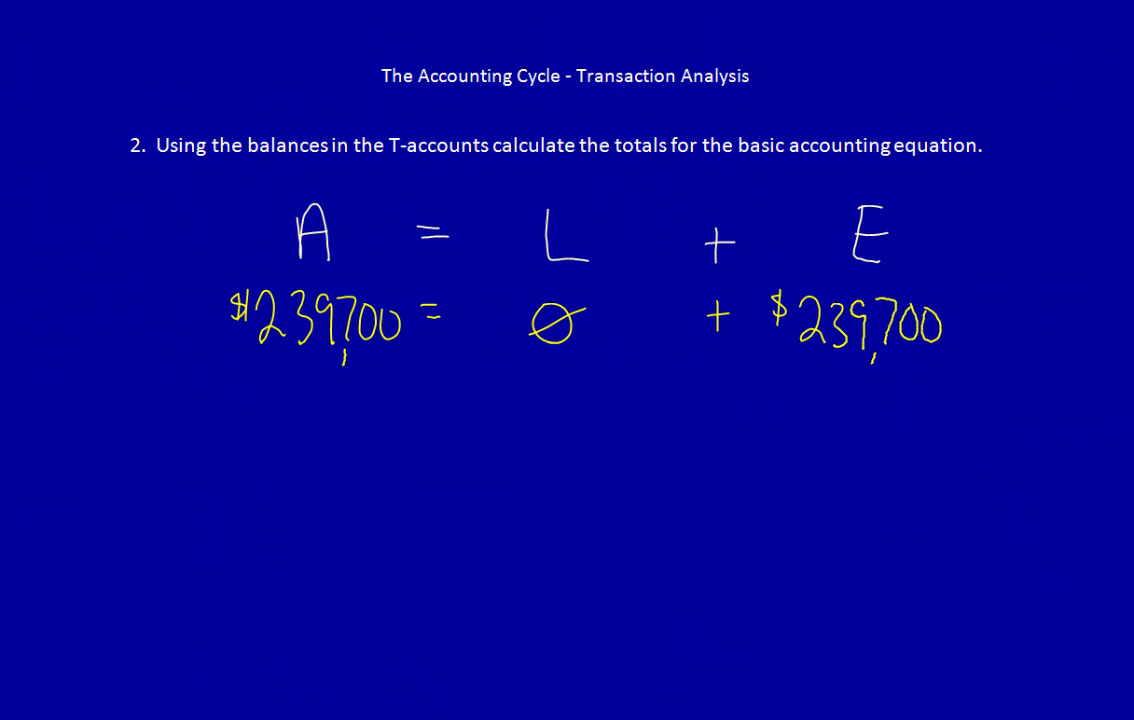 The Accounting Cycle - Transaction Analysis
2. Using the balances in the T-accounts calculate the totals for the basic accounting equation.
A = L + E
$239,700 = Ø + $239,700